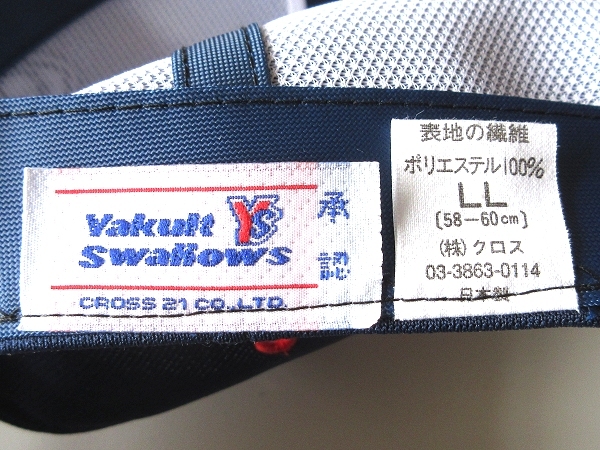 Yakult
Swallows
YS
承認
CROSS 21 CO.,LTD.
表地の繊維
ポリエステル100%
LL
[58-60cm]
(株)クロス
03-3863-0114
日本製